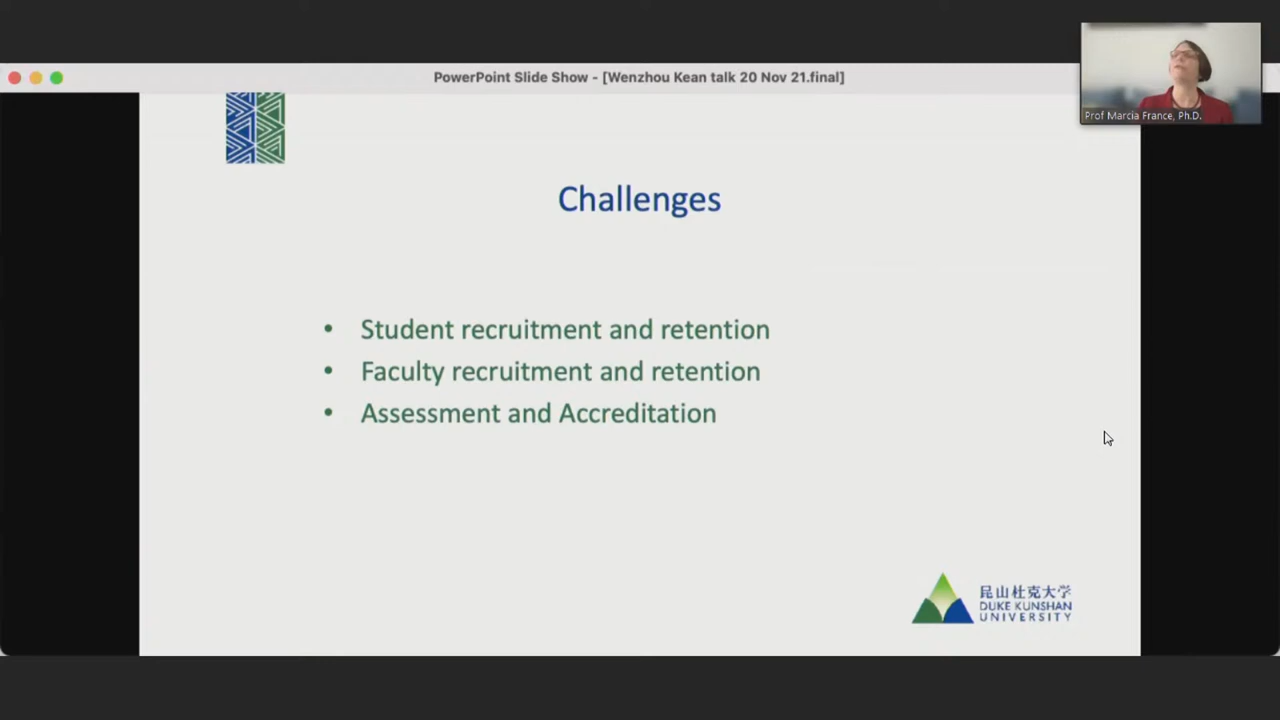 PowerPoint Slide Show - [Wenzhou Kean talk 20 Nov 21.final]
Prof Marcia France, Ph.D.
Challenges
• Student recruitment and retention
• Faculty recruitment and retention
• Assessment and Accreditation
昆山杜克大学
DUKE KUNSHAN
UNIVERSITY